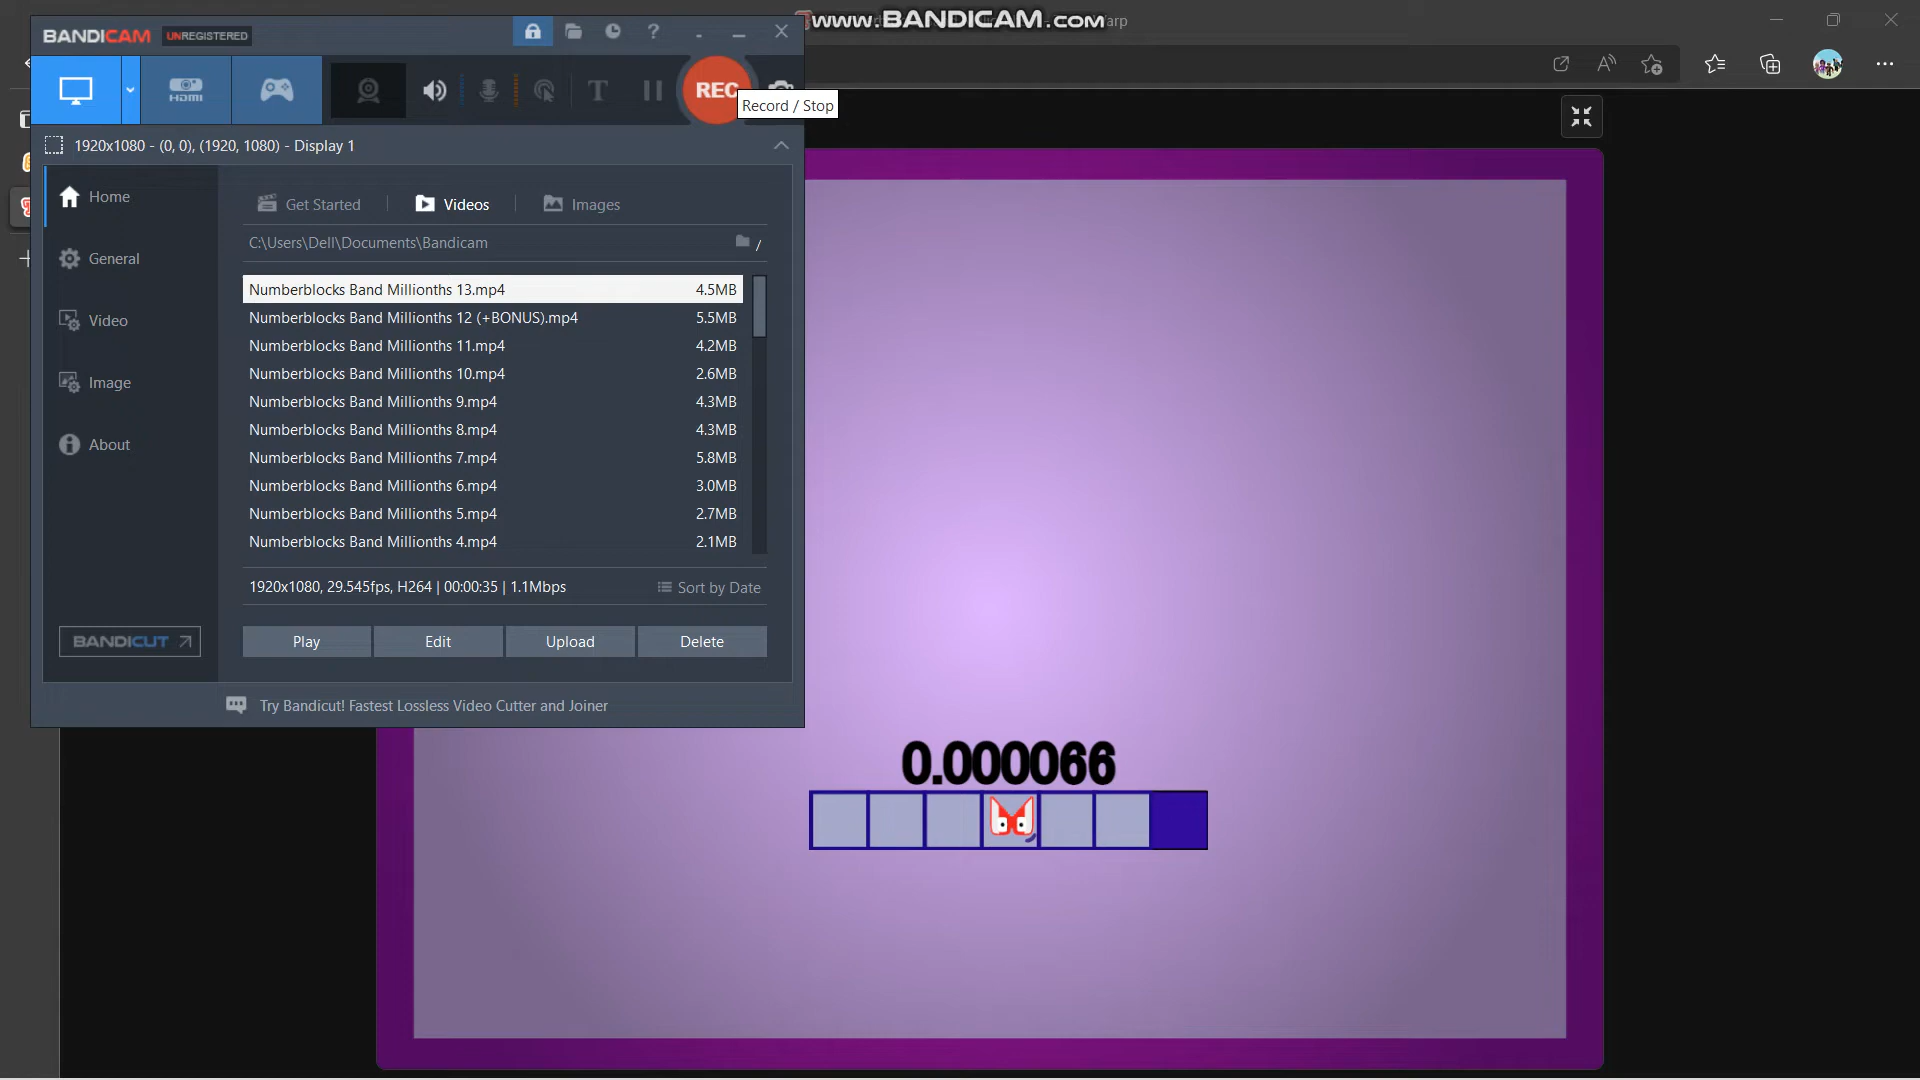 www.BANDICAM.com
arp
BANDICAM UNREGISTERED
?
HDMI
T
REC
Record / Stop
1920x1080 - (0, 0), (1920, 1080) - Display 1
Home
General
Video
Image
About
BANDICUT
Get Started
Videos
Images
C:\Users\Dell\Documents\Bandicam
/
Numberblocks Band Millionths 13.mp4 4.5MB
Numberblocks Band Millionths 12 (+BONUS).mp4 5.5MB
Numberblocks Band Millionths 11.mp4 4.2MB
Numberblocks Band Millionths 10.mp4 2.6MB
Numberblocks Band Millionths 9.mp4 4.3MB
Numberblocks Band Millionths 8.mp4 4.3MB
Numberblocks Band Millionths 7.mp4 5.8MB
Numberblocks Band Millionths 6.mp4 3.0MB
Numberblocks Band Millionths 5.mp4 2.7MB
Numberblocks Band Millionths 4.mp4 2.1MB
1920x1080, 29.545fps, H264 | 00:00:35 | 1.1Mbps
Sort by Date
Play
Edit
Upload
Delete
Try Bandicut! Fastest Lossless Video Cutter and Joiner
0.000066